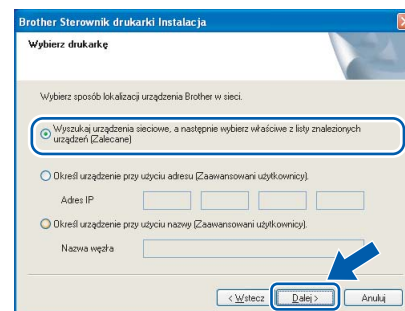 Brother Sterownik drukarki Instalacja
Wybierz drukarkę
Wybierz sposób lokalizacji urządzenia Brother w sieci.
Wyszukaj urządzenia sieciowe, a następnie wybierz właściwe z listy znalezionych
urządzeń (Zalecane)
Określ urządzenie przy użyciu adresu (Zaawansowani użytkownicy).
Adres IP
Określ urządzenie przy użyciu nazwy (Zaawansowani użytkownicy).
Nazwa węzła
< Wstecz Dalej > Anuluj